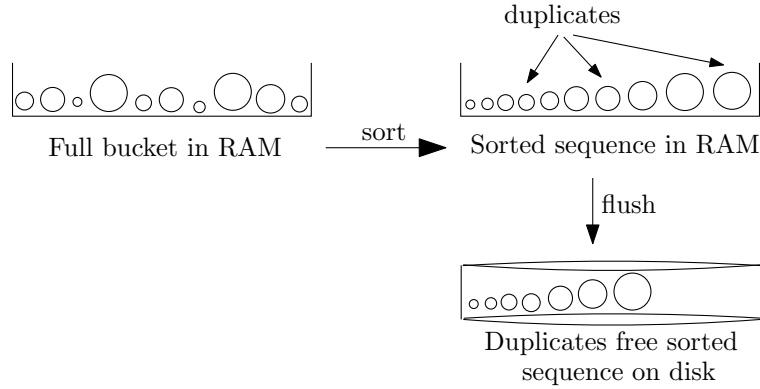 duplicates
Full bucket in RAM
sort
Sorted sequence in RAM
flush
Duplicates free sorted
sequence on disk